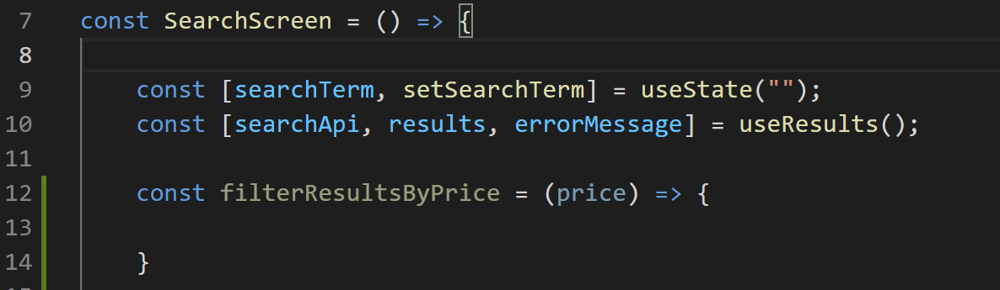 7 const SearchScreen = () => {
8
9 const [searchTerm, setSearchTerm] = useState("");
10 const [searchApi, results, errorMessage] = useResults();
11
12 const filterResultsByPrice = (price) => {
13
14 }